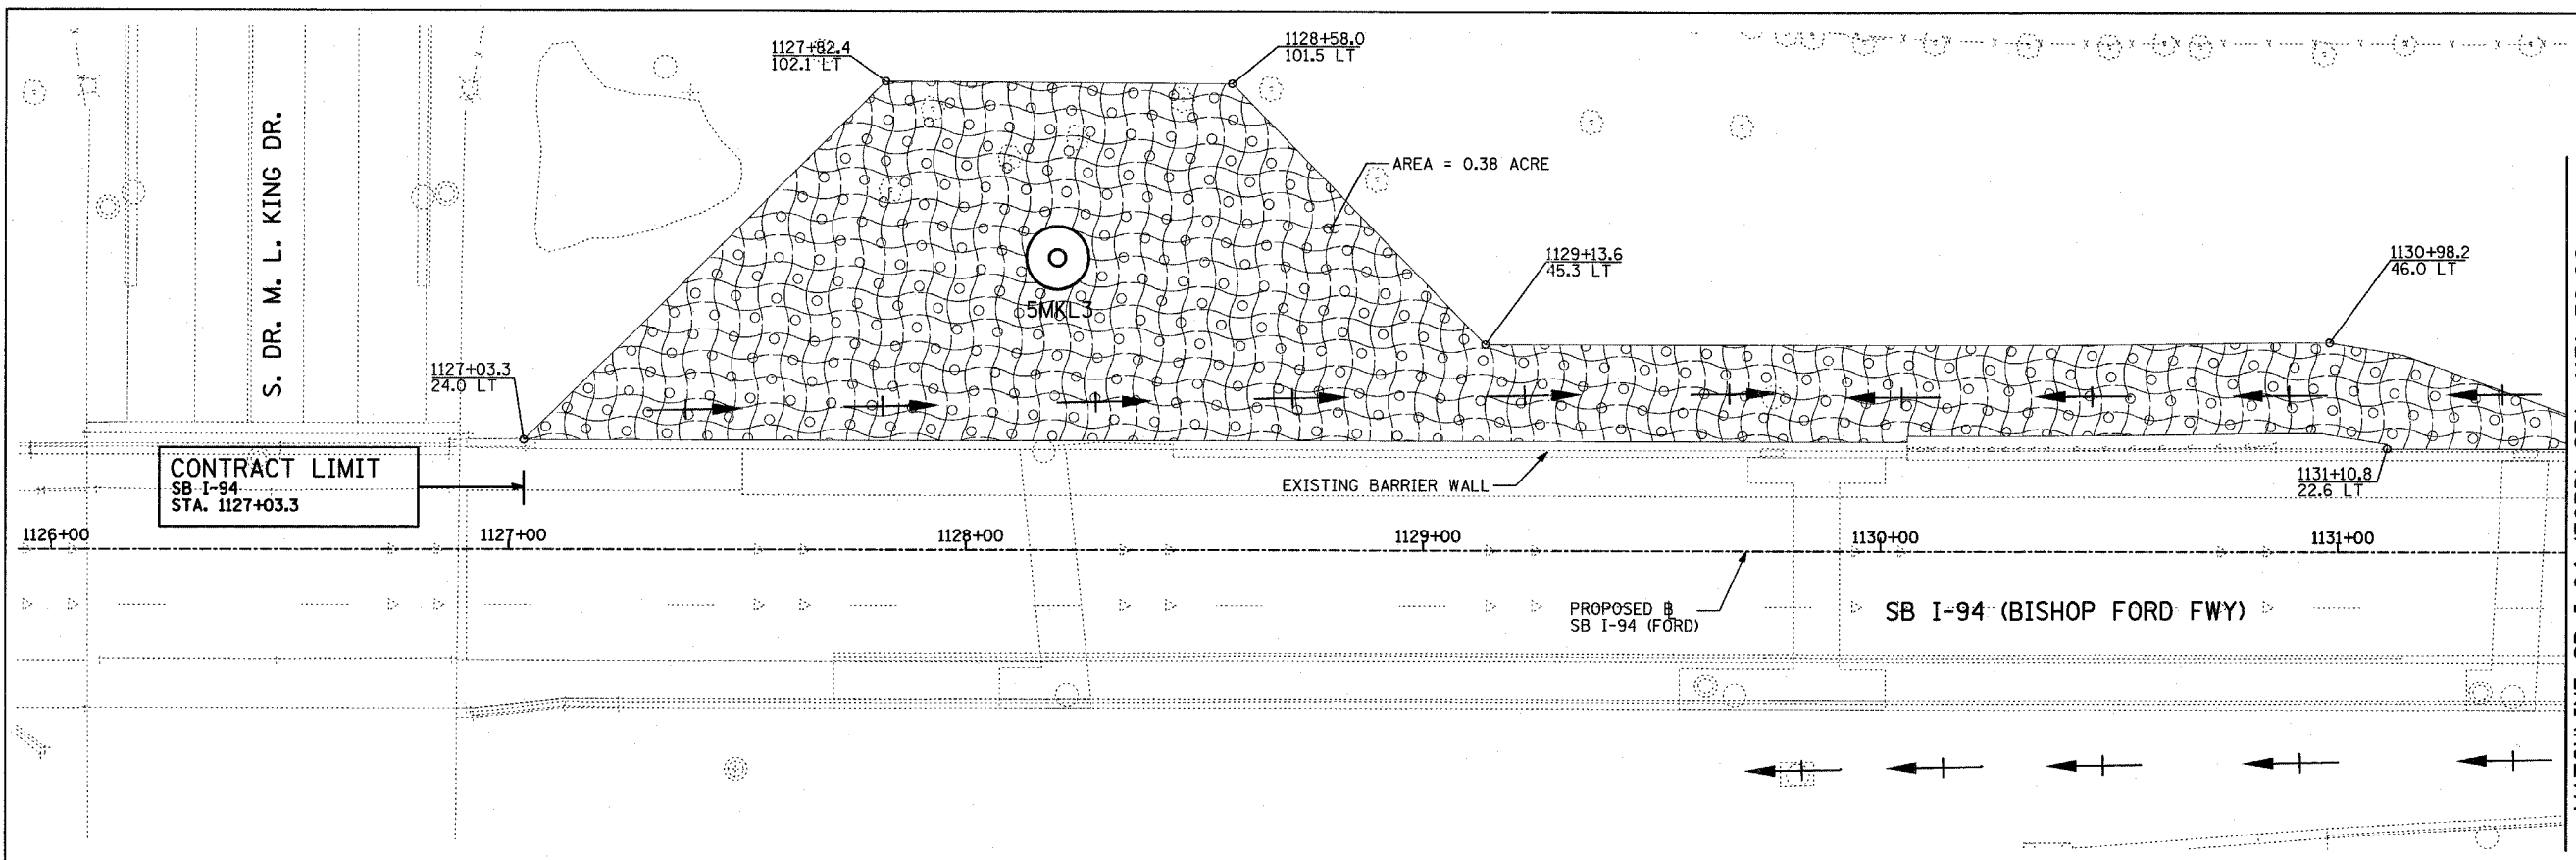 1127+82.4
102.1 LT
1128+58.0
101.5 LT
S. DR. M. L. KING DR.
AREA = 0.38 ACRE
1129+13.6
45.3 LT
1130+98.2
46.0 LT
5MKL3
1127+03.3
24.0 LT
CONTRACT LIMIT
SB I-94
STA. 1127+03.3
EXISTING BARRIER WALL
1131+10.8
22.6 LT
1126+00
1127+00
1128+00
1129+00
1130+00
1131+00
PROPOSED ȼ
SB I-94 (FORD)
SB I-94 (BISHOP FORD FWY)